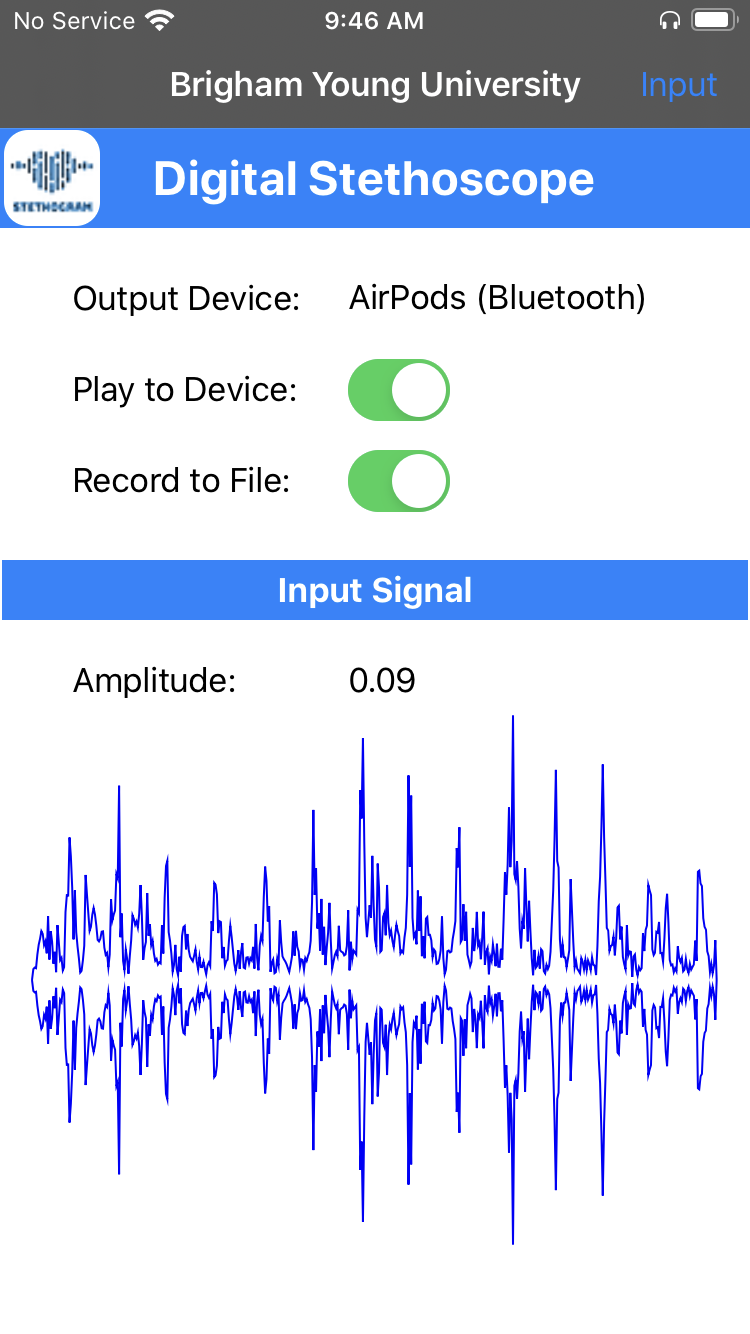 No Service 9:46 AM
Brigham Young University Input
STETHOGRAM
Digital Stethoscope
Output Device: AirPods (Bluetooth)
Play to Device:
Record to File:
Input Signal
Amplitude: 0.09